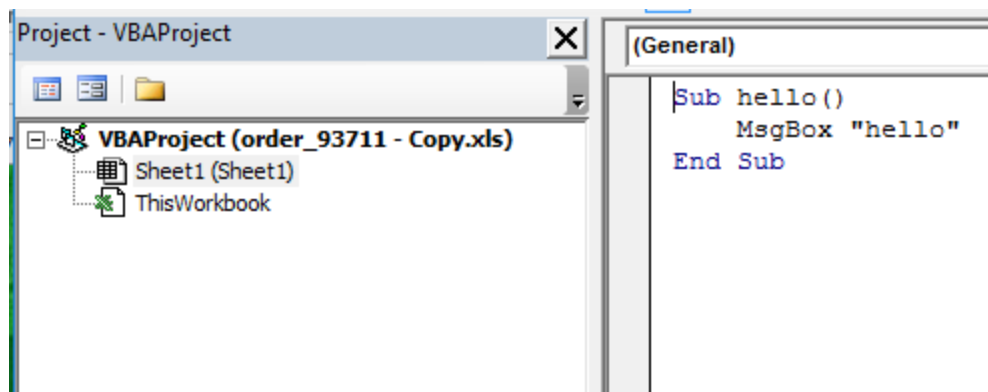 Project - VBAProject
VBAProject (order_93711 - Copy.xls)
Sheet1 (Sheet1)
ThisWorkbook
(General)
Sub hello()
    MsgBox "hello"
End Sub